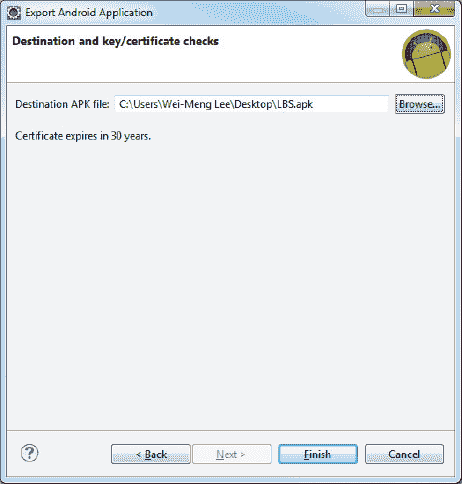 Export Android Application
Destination and key/certificate checks
Destination APK file: C:\Users\Wei-Meng Lee\Desktop\LBS.apk Browse...
Certificate expires in 30 years.
? < Back Next > Finish Cancel